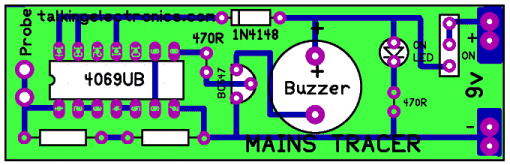 talkingelectronics.com
Probe
470R
1N4148
ON
LED
+
ON
9v
4069UB
BC547
+
+
Buzzer
470R
-
MAINS TRACER